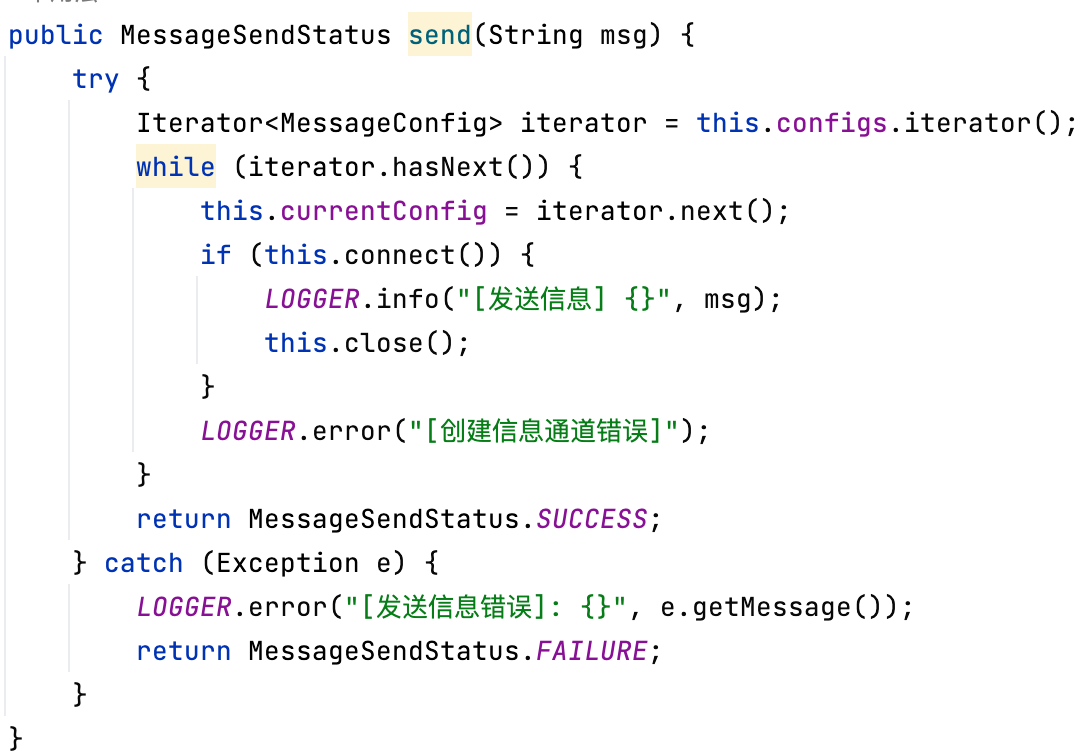 public MessageSendStatus send(String msg) {
    try {
        Iterator<MessageConfig> iterator = this.configs.iterator();
        while (iterator.hasNext()) {
            this.currentConfig = iterator.next();
            if (this.connect()) {
                LOGGER.info("[发送信息] {}", msg);
                this.close();
            }
            LOGGER.error("[创建信息通道错误]");
        }
        return MessageSendStatus.SUCCESS;
    } catch (Exception e) {
        LOGGER.error("[发送信息错误]: {}", e.getMessage());
        return MessageSendStatus.FAILURE;
    }
}